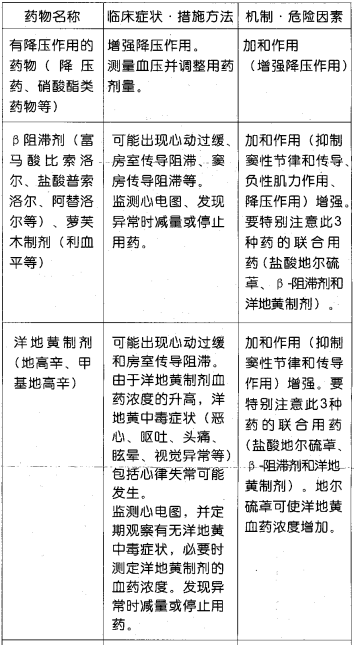 药物名称
临床症状·措施方法
机制·危险因素
有降压作用的
药物(降压
药、硝酸酯类
药物等)
增强降压作用。
测量血压并调整用药
剂量。
加和作用
(增强降压作用)
β阻滞剂(富
马酸比索洛
尔、盐酸普索
洛尔、阿替洛
尔等)、萝芙
木制剂(利血
平等)
可能出现心动过缓、
房室传导阻滞、窦
房传导阻滞等。
监测心电图、发现
异常时减量或停止
用药。
加和作用(抑制
窦性节律和传导、
负性肌力作用、
降压作用)增强。
要特别注意此3
种药的联合用
药(盐酸地尔硫
䓬、β-阻滞剂和
洋地黄制剂)。
洋地黄制剂
(地高辛、甲
基地高辛)
可能出现心动过缓
和房室传导阻滞。
由于洋地黄制剂血
药浓度的升高，洋
地黄中毒症状(恶
心、呕吐、头痛、
眩晕、视觉异常等)
包括心律失常可能
发生。
监测心电图，并定
期观察有无洋地黄
中毒症状，必要时
测定洋地黄制剂的
血药浓度。发现异
常时减量或停止用
药。
加和作用(抑制
窦性节律和传导
作用)增强。要
特别注意此3种
药的联合用药
(盐酸地尔硫䓬、
β-阻滞剂和洋地
黄制剂)。地尔
硫䓬可使洋地黄
血药浓度增加。